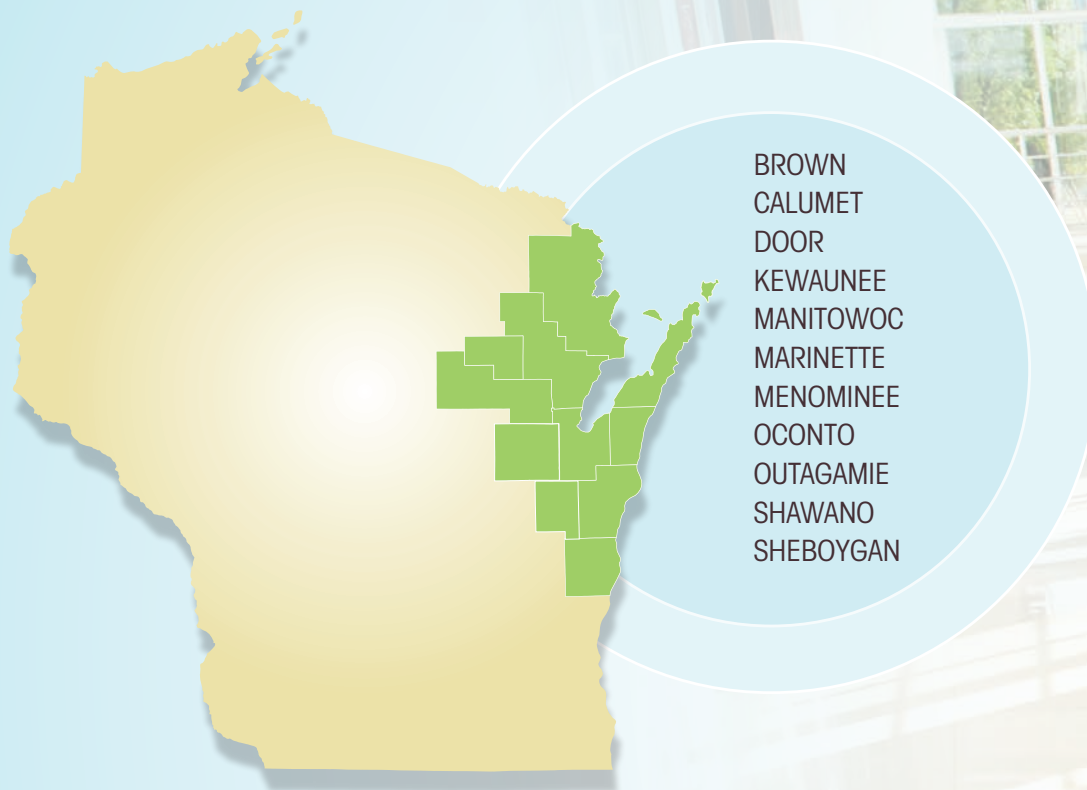 BROWN
CALUMET
DOOR
KEWAUNEE
MANITOWOC
MARINETTE
MENOMINEE
OCONTO
OUTAGAMIE
SHAWANO
SHEBOYGAN